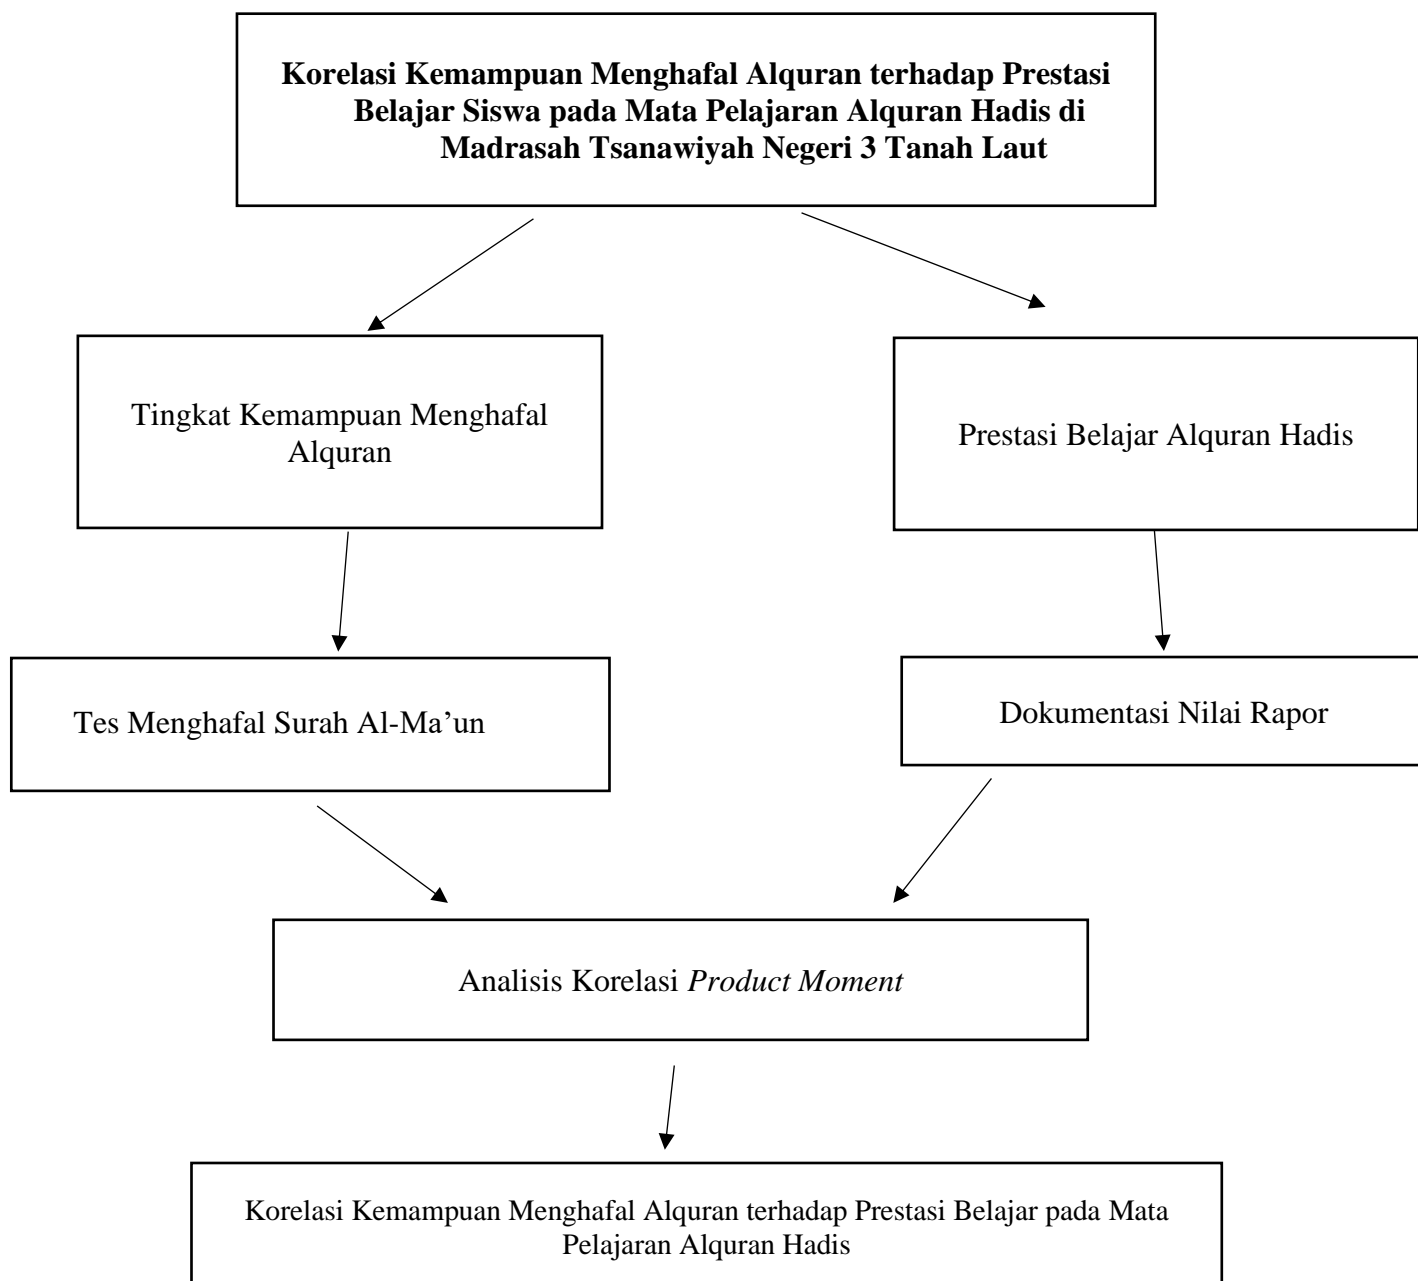 Korelasi Kemampuan Menghafal Alquran terhadap Prestasi
Belajar Siswa pada Mata Pelajaran Alquran Hadis di
Madrasah Tsanawiyah Negeri 3 Tanah Laut
Tingkat Kemampuan Menghafal
Alquran
Prestasi Belajar Alquran Hadis
Tes Menghafal Surah Al-Ma’un
Dokumentasi Nilai Rapor
Analisis Korelasi Product Moment
Korelasi Kemampuan Menghafal Alquran terhadap Prestasi Belajar pada Mata
Pelajaran Alquran Hadis